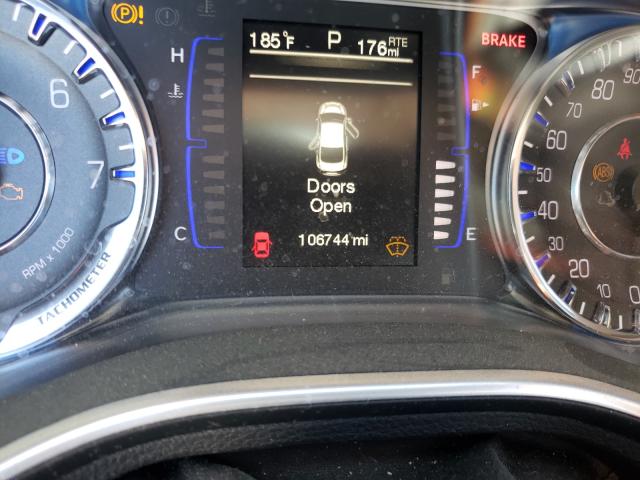 (P)!
185°F P 176 RTE mi
BRAKE
H F
6 7
Doors
Open
C E
106744 mi
RPM x 1000
TACHOMETER
ABS
90
80
70
60
50
40
30
20
10
0